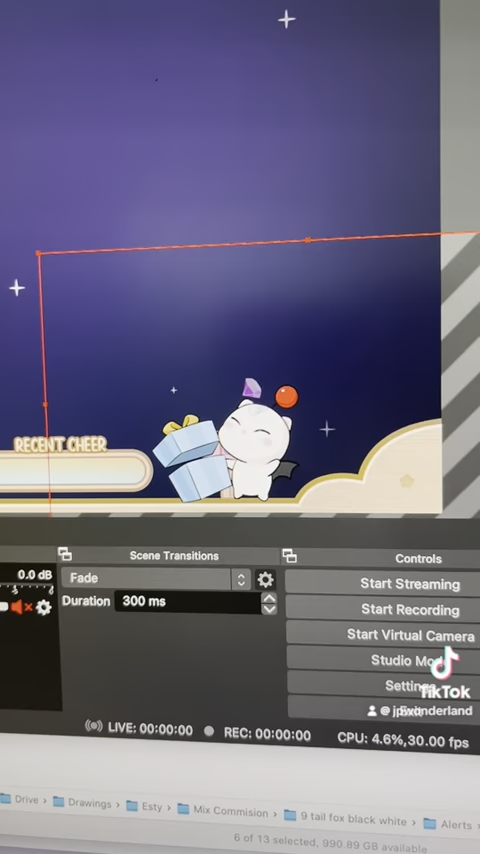 RECENT CHEER
Scene Transitions
Controls
0.0 dB
Fade
Start Streaming
Duration 300 ms
Start Recording
Start Virtual Camera
Studio Mo
Settings
TikTok
@jpxwonderland
LIVE: 00:00:00 REC: 00:00:00 CPU: 4.6%,30.00 fps
Drive › Drawings › Esty › Mix Commision › 9 tail fox black white › Alerts ›
6 of 13 selected, 990.89 GB available